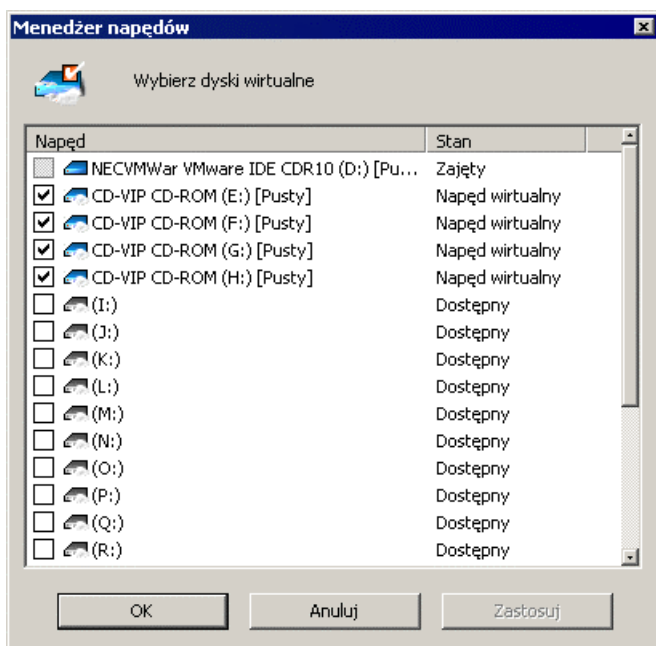 Menedżer napędów
Wybierz dyski wirtualne
Napęd Stan
NECVMWar VMware IDE CDR10 (D:) [Pu... Zajęty
CD-VIP CD-ROM (E:) [Pusty] Napęd wirtualny
CD-VIP CD-ROM (F:) [Pusty] Napęd wirtualny
CD-VIP CD-ROM (G:) [Pusty] Napęd wirtualny
CD-VIP CD-ROM (H:) [Pusty] Napęd wirtualny
(I:) Dostępny
(J:) Dostępny
(K:) Dostępny
(L:) Dostępny
(M:) Dostępny
(N:) Dostępny
(O:) Dostępny
(P:) Dostępny
(Q:) Dostępny
(R:) Dostępny
OK Anuluj Zastosuj